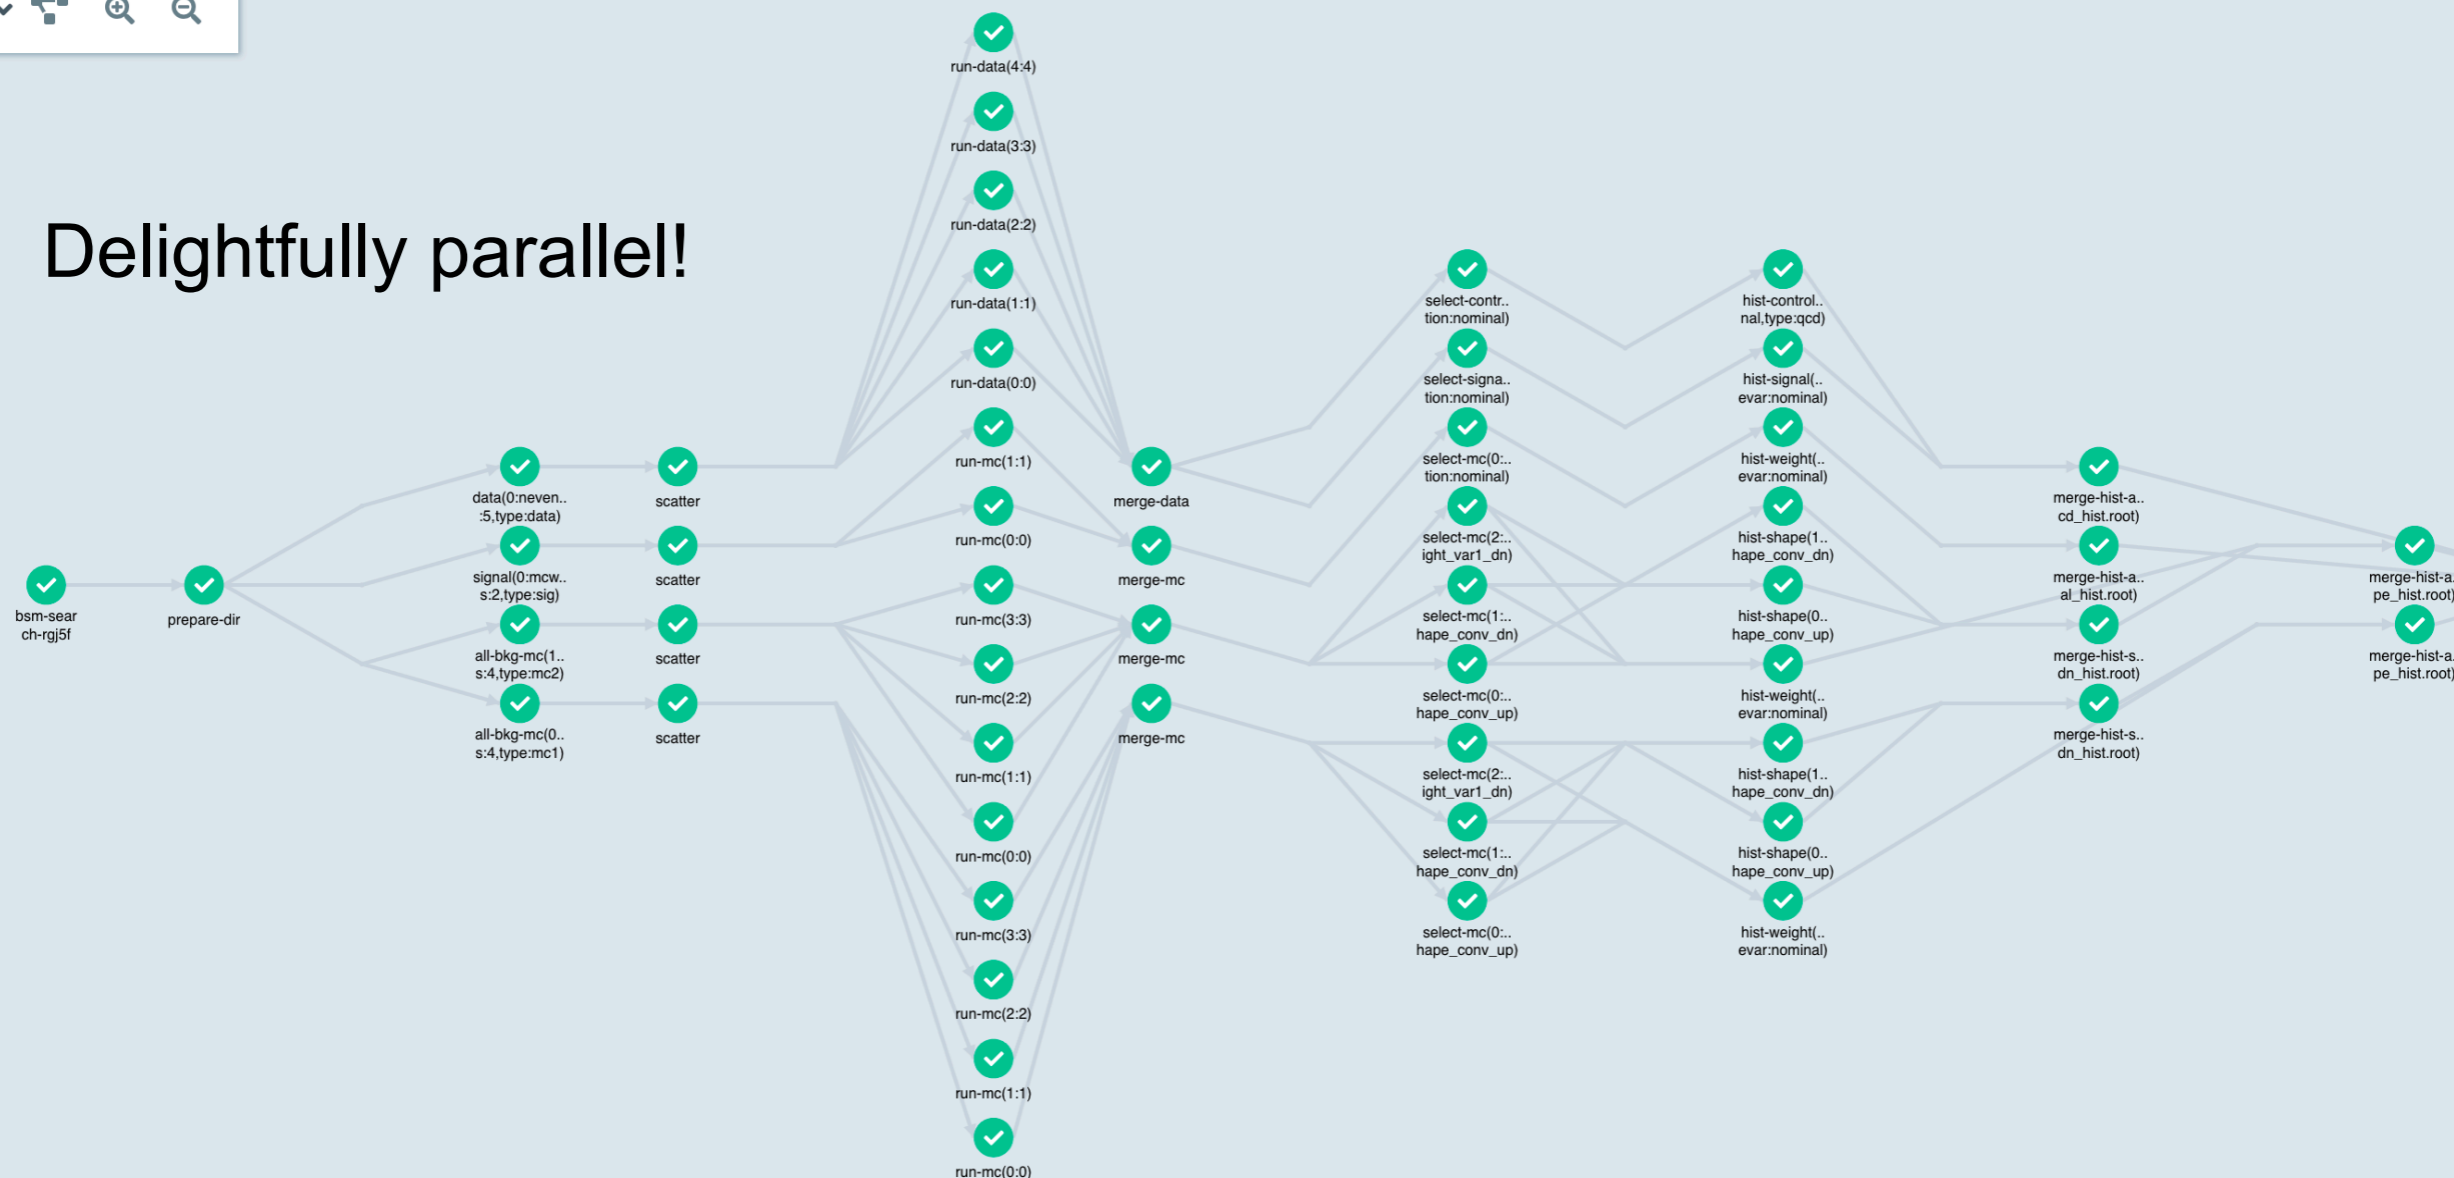 Delightfully parallel!
bsm-sear
ch-rgj5f
prepare-dir
data(0:neven..
:5,type:data)
signal(0:mcw..
s:2,type:sig)
all-bkg-mc(1..
s:4,type:mc2)
all-bkg-mc(0..
s:4,type:mc1)
scatter
scatter
scatter
scatter
run-data(4:4)
run-data(3:3)
run-data(2:2)
run-data(1:1)
run-data(0:0)
run-mc(1:1)
run-mc(0:0)
run-mc(3:3)
run-mc(2:2)
run-mc(1:1)
run-mc(0:0)
run-mc(3:3)
run-mc(2:2)
run-mc(1:1)
run-mc(0:0)
merge-data
merge-mc
merge-mc
merge-mc
select-contr..
tion:nominal)
select-signa..
tion:nominal)
select-mc(0:..
tion:nominal)
select-mc(2:..
ight_var1_dn)
select-mc(1:..
hape_conv_dn)
select-mc(0:..
hape_conv_up)
select-mc(2:..
ight_var1_dn)
select-mc(1:..
hape_conv_dn)
select-mc(0:..
hape_conv_up)
hist-control..
nal,type:qcd)
hist-signal(..
evar:nominal)
hist-weight(..
evar:nominal)
hist-shape(1..
hape_conv_dn)
hist-shape(0..
hape_conv_up)
hist-weight(..
evar:nominal)
hist-shape(1..
hape_conv_dn)
hist-shape(0..
hape_conv_up)
hist-weight(..
evar:nominal)
merge-hist-a..
cd_hist.root)
merge-hist-a..
al_hist.root)
merge-hist-s..
dn_hist.root)
merge-hist-s..
dn_hist.root)
merge-hist-a.
pe_hist.root)
merge-hist-a.
pe_hist.root)